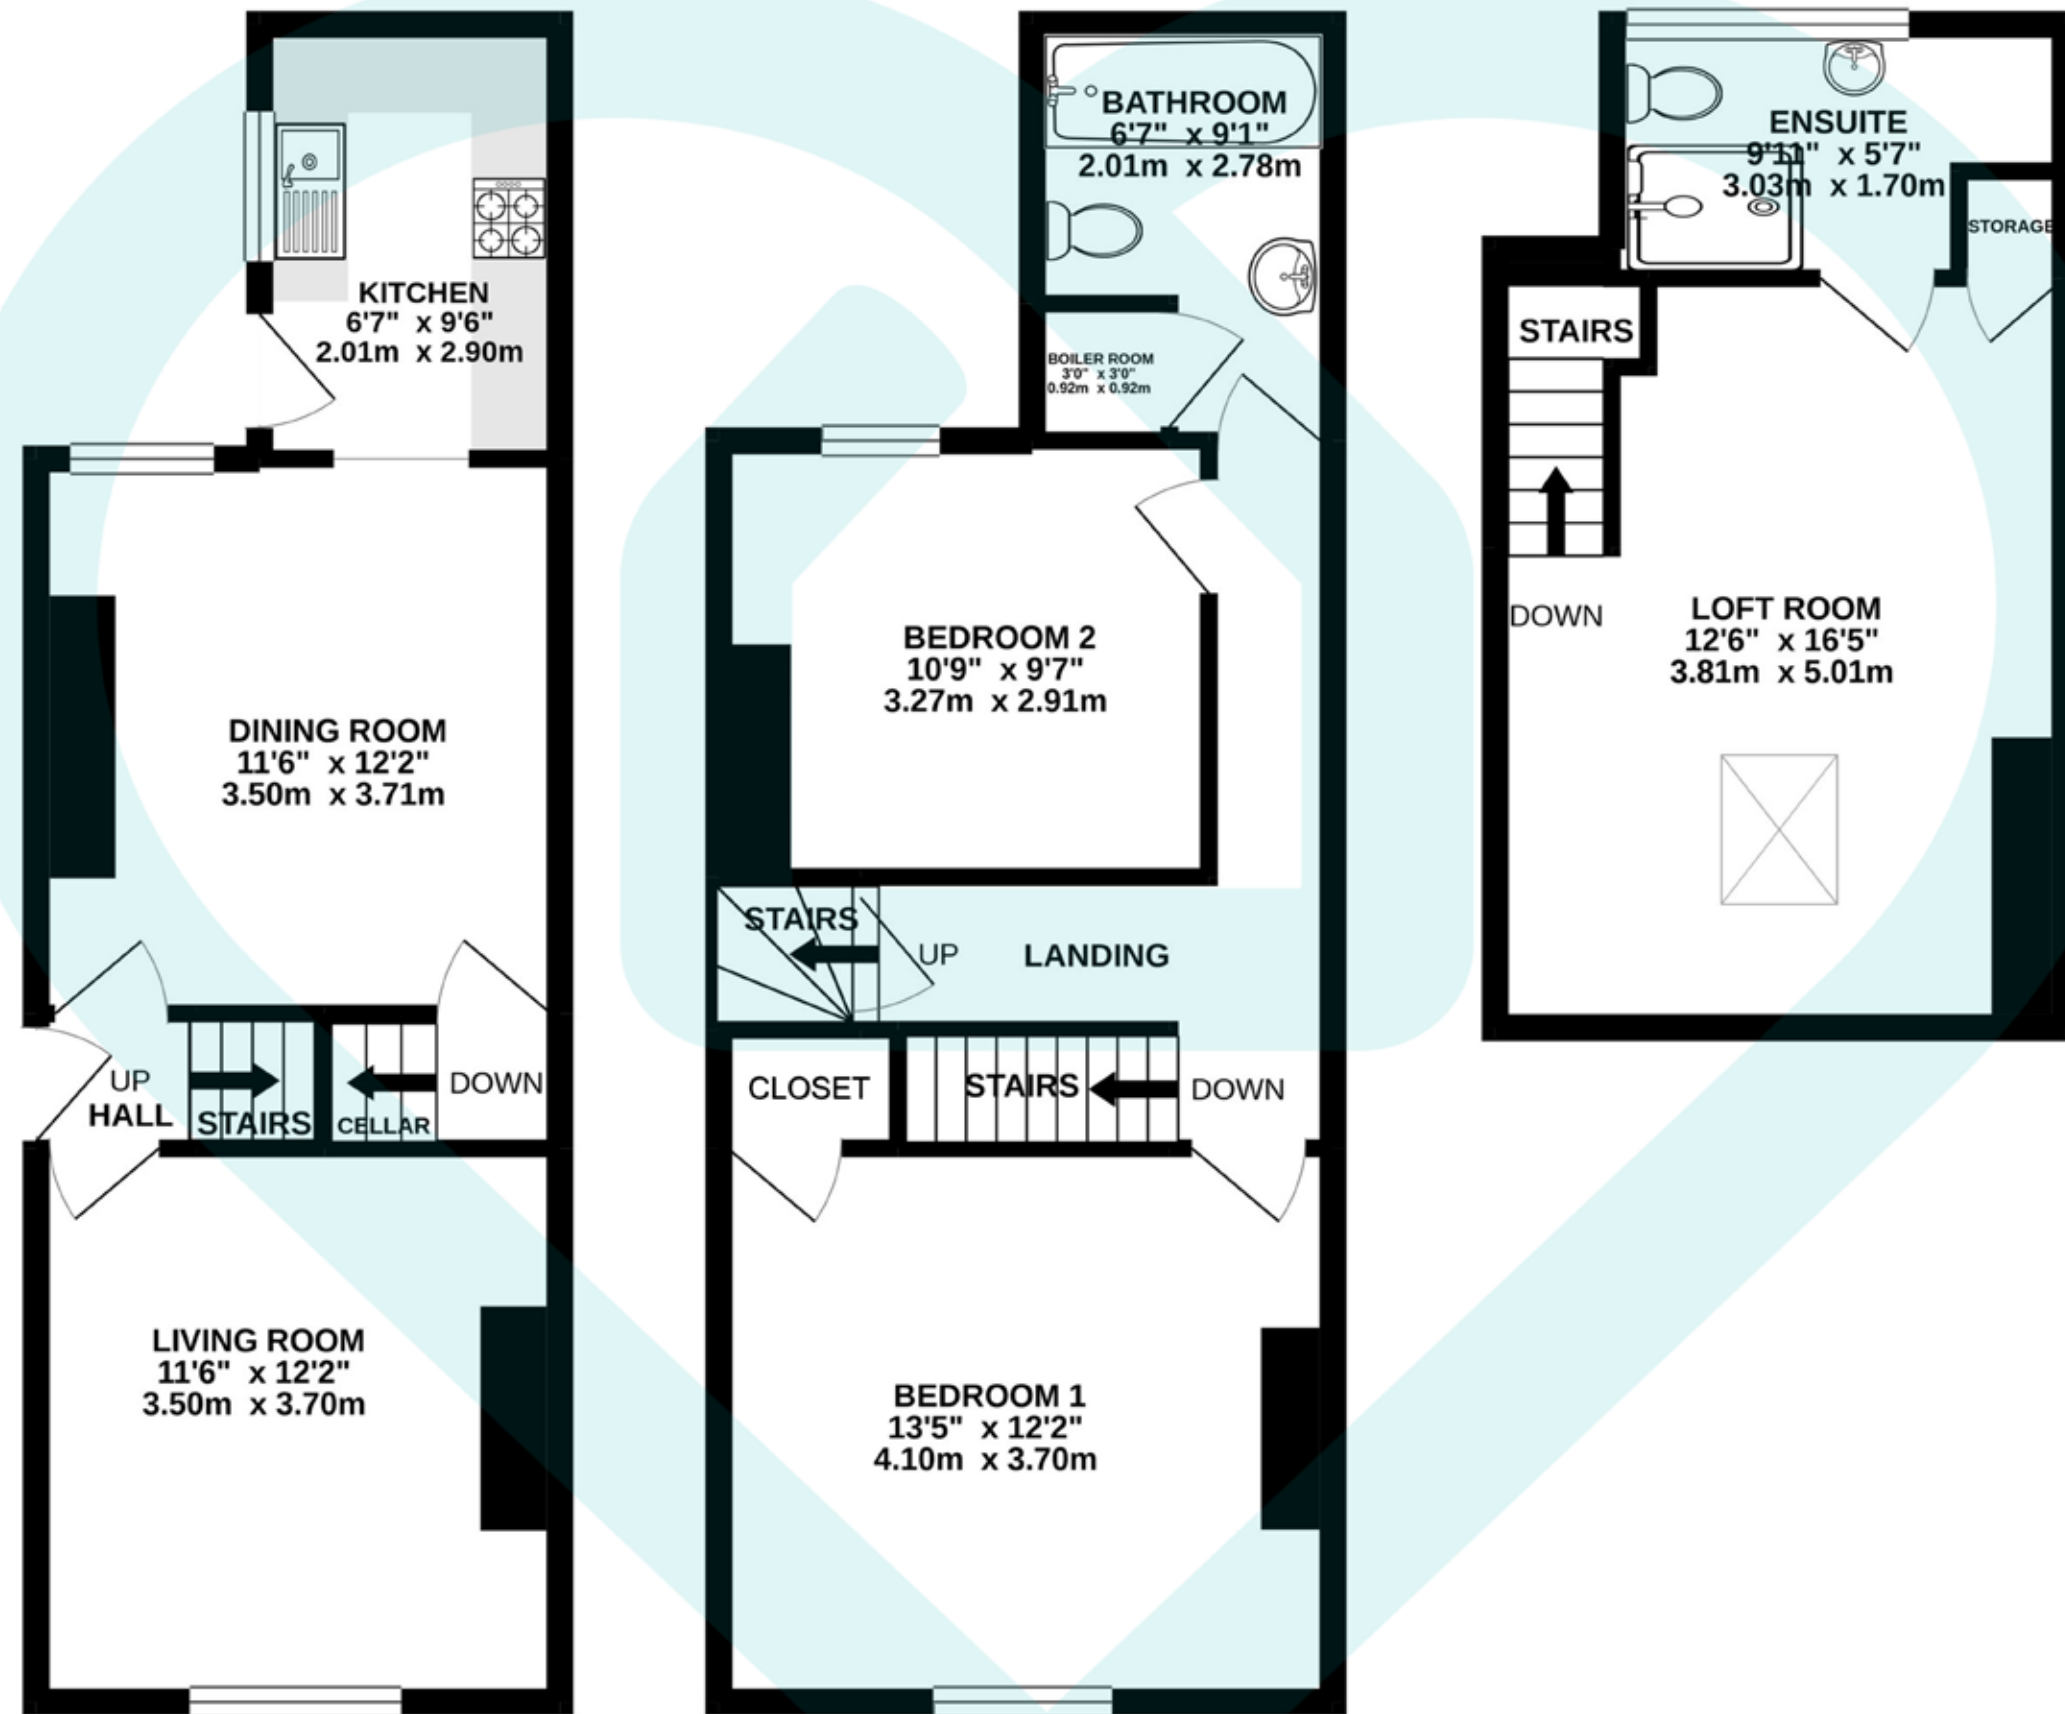 KITCHEN
6'7" x 9'6"
2.01m x 2.90m
DINING ROOM
11'6" x 12'2"
3.50m x 3.71m
UP
HALL
STAIRS
CELLAR
DOWN
LIVING ROOM
11'6" x 12'2"
3.50m x 3.70m
BATHROOM
6'7" x 9'1"
2.01m x 2.78m
BOILER ROOM
3'0" x 3'0"
0.92m x 0.92m
BEDROOM 2
10'9" x 9'7"
3.27m x 2.91m
STAIRS
UP
LANDING
CLOSET
STAIRS
DOWN
BEDROOM 1
13'5" x 12'2"
4.10m x 3.70m
ENSUITE
9'11" x 5'7"
3.03m x 1.70m
STORAGE
STAIRS
DOWN
LOFT ROOM
12'6" x 16'5"
3.81m x 5.01m